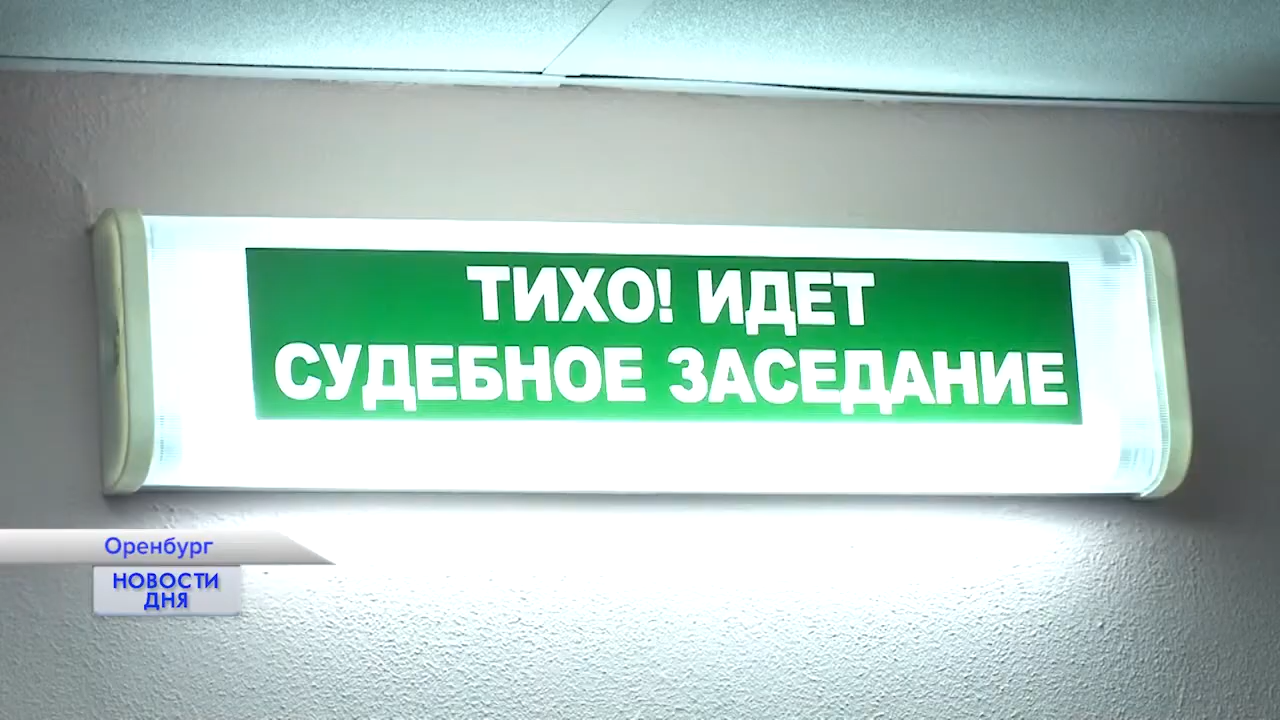 ТИХО! ИДЕТ
СУДЕБНОЕ ЗАСЕДАНИЕ
Оренбург
НОВОСТИ
ДНЯ